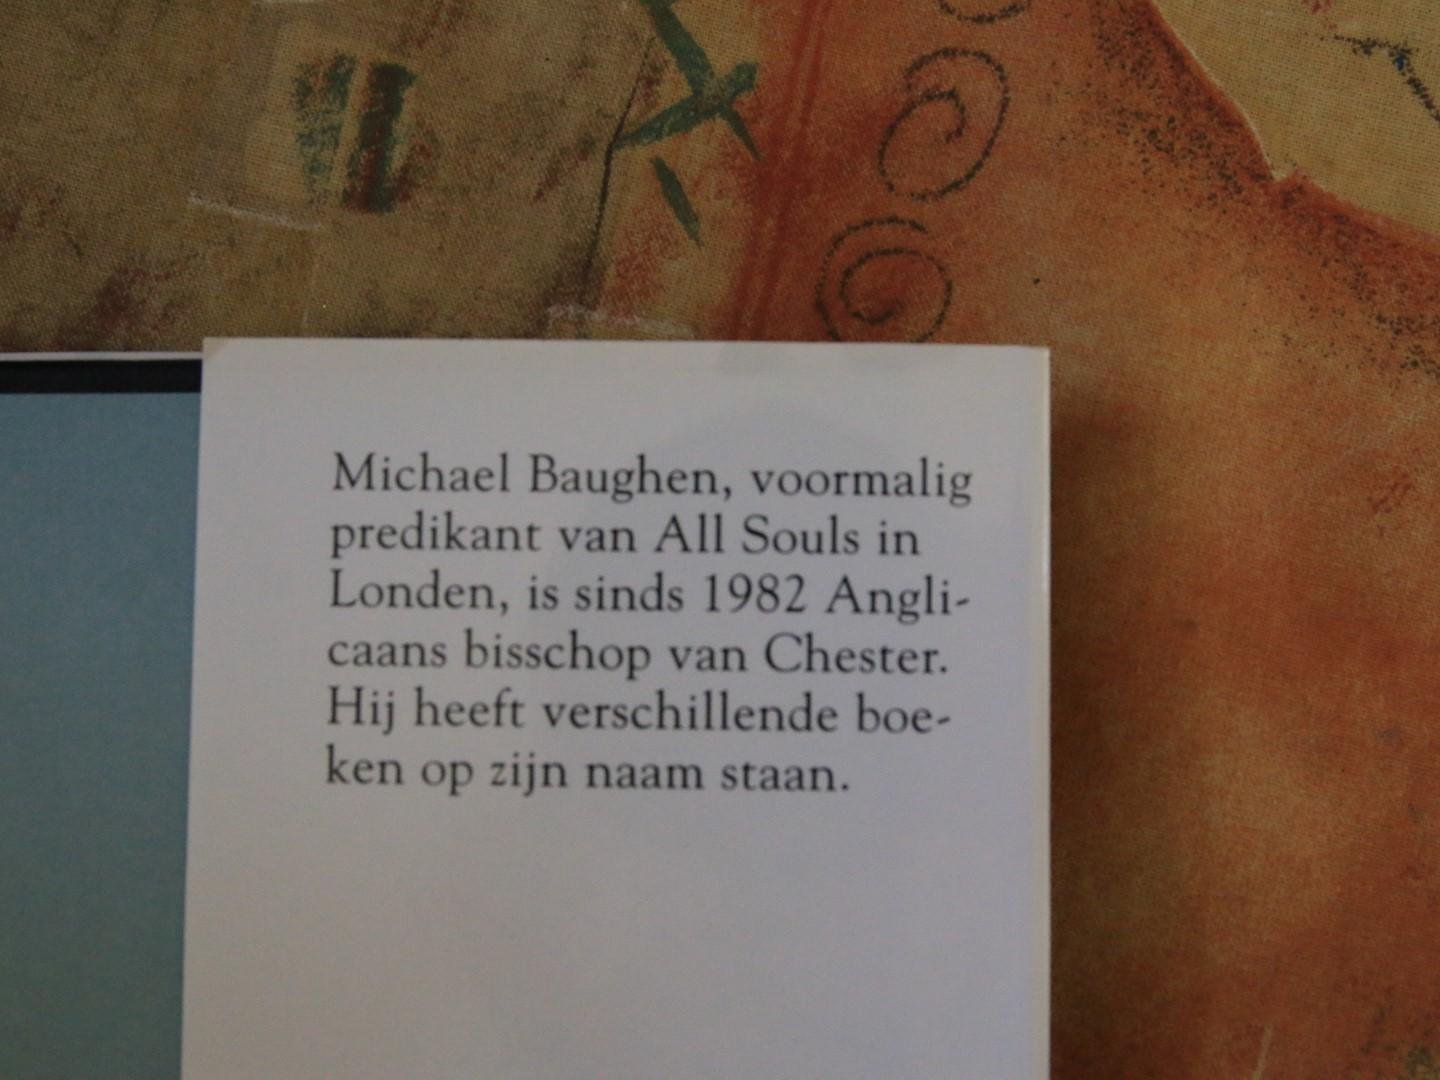 Michael Baughen, voormalig
predikant van All Souls in
Londen, is sinds 1982 Angli-
caans bisschop van Chester.
Hij heeft verschillende boe-
ken op zijn naam staan.